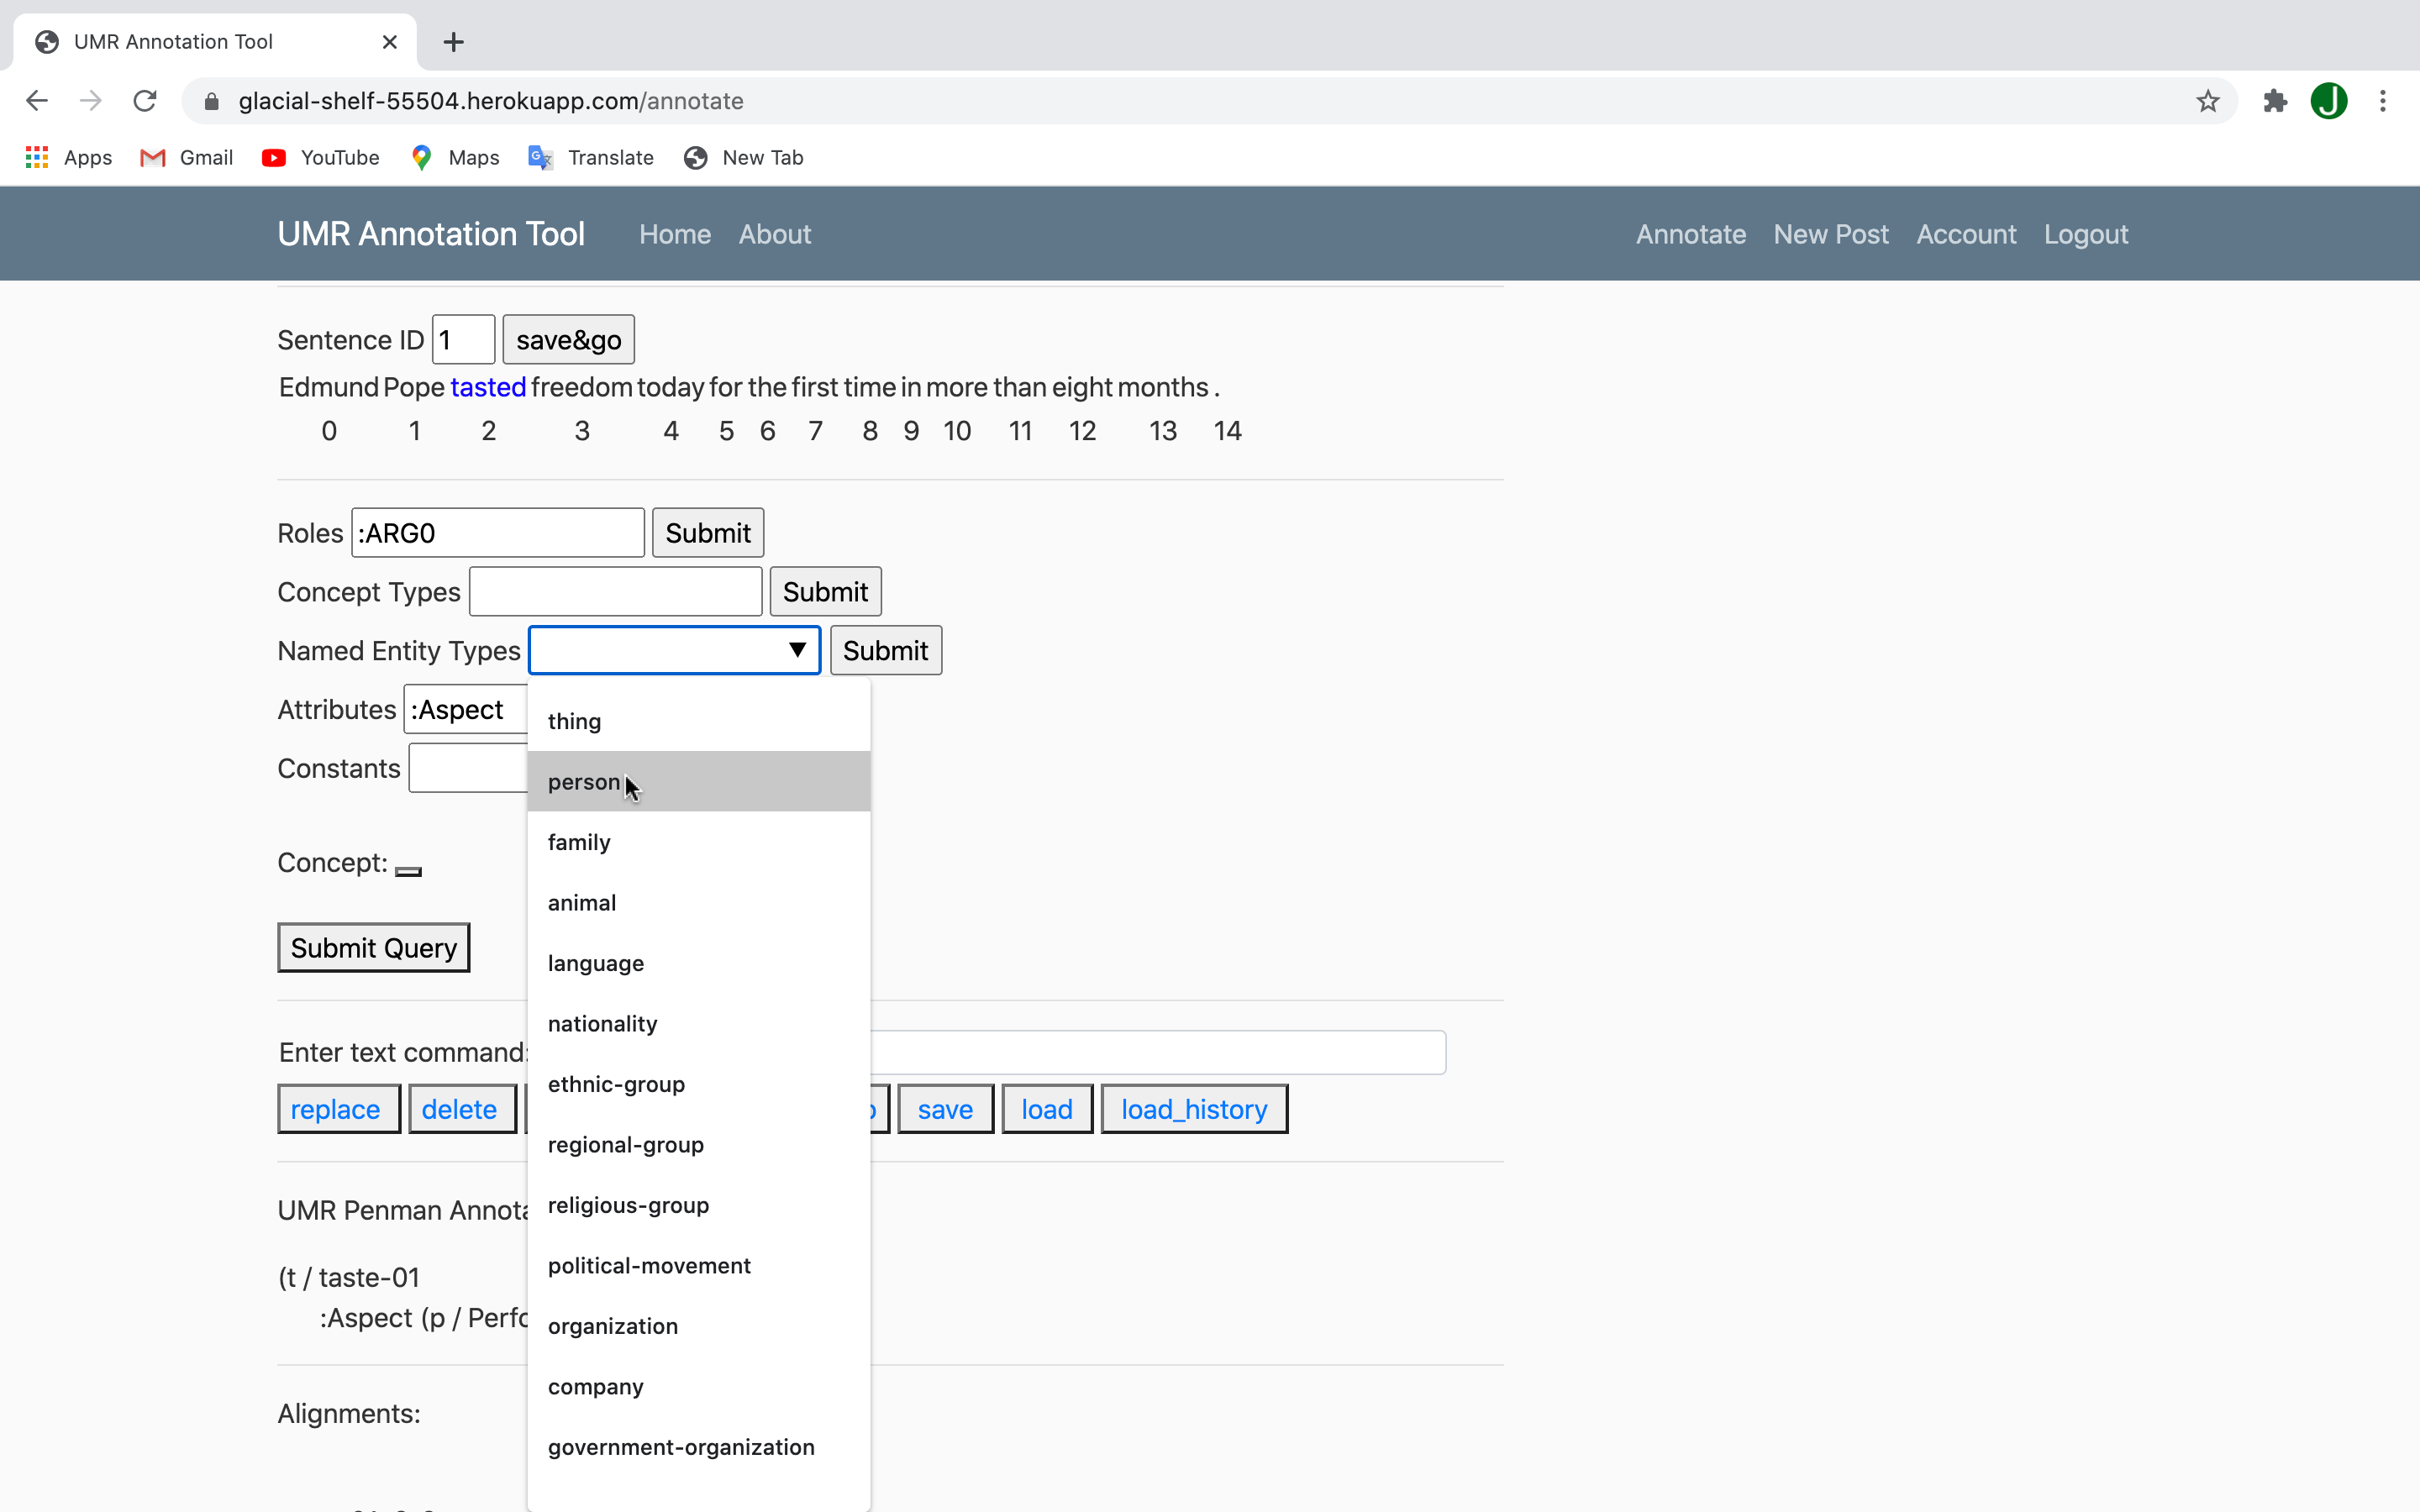 UMR Annotation Tool
glacial-shelf-55504.herokuapp.com/annotate
J
Apps Gmail YouTube Maps Translate New Tab
UMR Annotation Tool Home About Annotate New Post Account Logout
Sentence ID 1 save&go
Edmund Pope tasted freedom today for the first time in more than eight months .
0 1 2 3 4 5 6 7 8 9 10 11 12 13 14
Roles :ARG0 Submit
Concept Types Submit
Named Entity Types Submit
Attributes :Aspect
thing
Constants
person
family
Concept:
animal
Submit Query
language
nationality
Enter text command:
ethnic-group
replace delete save load load_history
regional-group
UMR Penman
religious-group
(t / taste-01
political-movement
:Aspect (p /
organization
company
Alignments:
government-organization